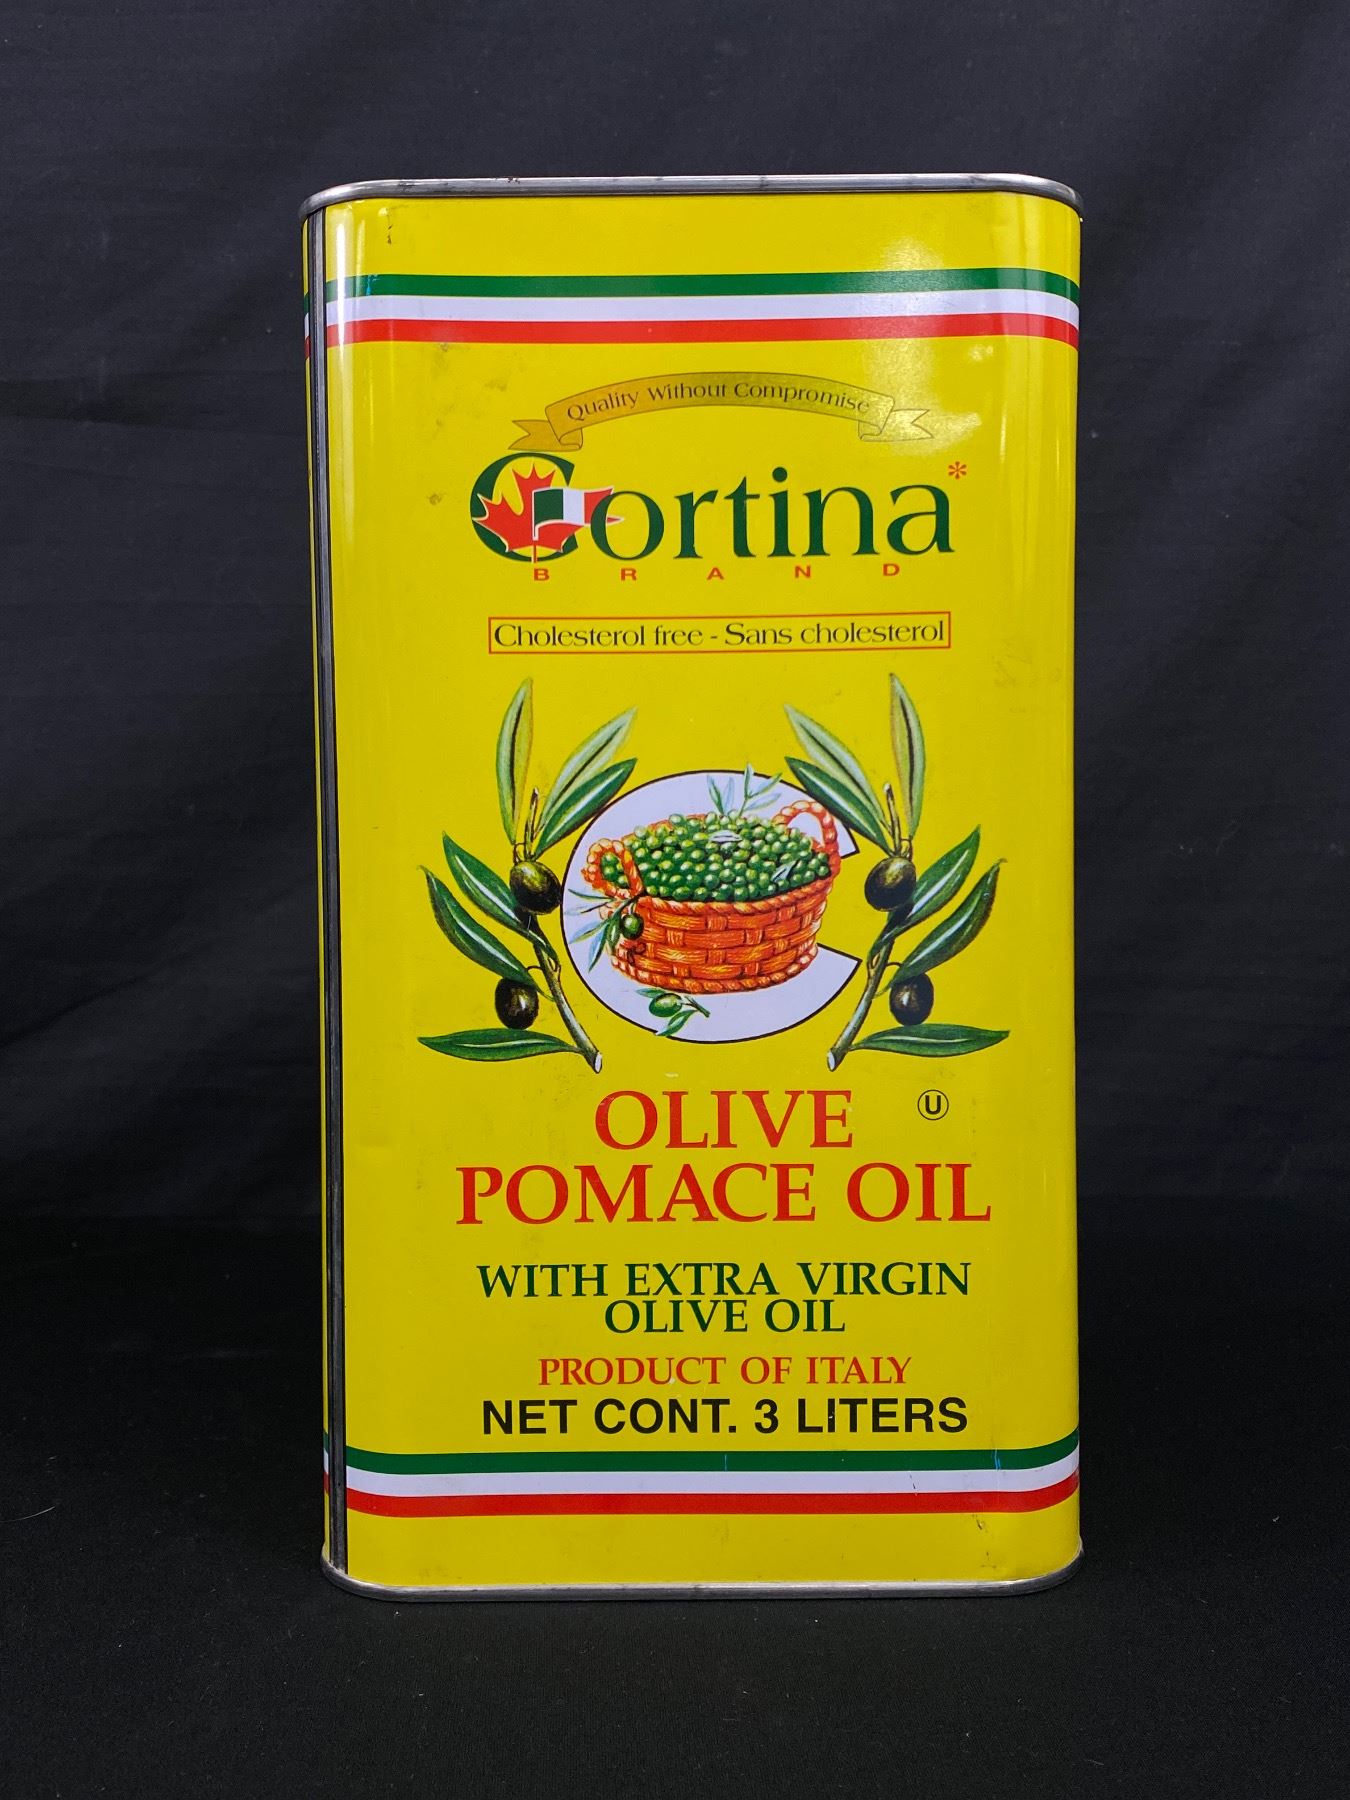 Quality Without Compromise
Cortina*
BRAND
Cholesterol free - Sans cholesterol
OLIVE
U
POMACE OIL
WITH EXTRA VIRGIN
OLIVE OIL
PRODUCT OF ITALY
NET CONT. 3 LITERS